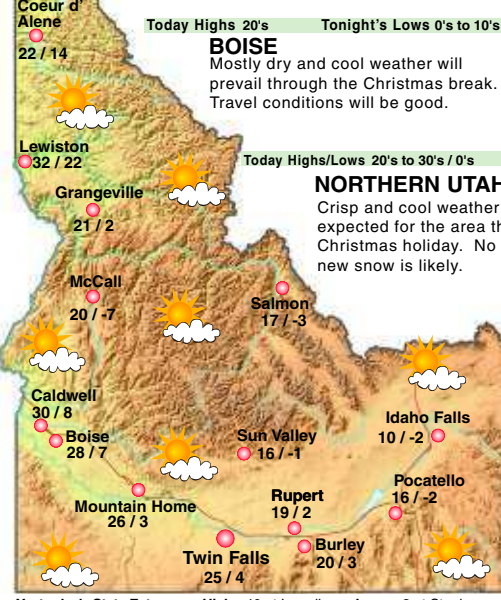 Coeur d'
Alene
22 / 14
Today Highs 20's Tonight's Lows 0's to 10's
BOISE
Mostly dry and cool weather will
prevail through the Christmas break.
Travel conditions will be good.
Lewiston
32 / 22
Today Highs/Lows 20's to 30's / 0's
NORTHERN UTAH
Crisp and cool weather
expected for the area
Christmas holiday. No
new snow is likely.
Grangeville
21 / 2
McCall
20 / -7
Salmon
17 / -3
Caldwell
30 / 8
Boise
28 / 7
Sun Valley
16 / -1
Idaho Falls
10 / -2
Pocatello
16 / -2
Mountain Home
26 / 3
Rupert
19 / 2
Twin Falls
25 / 4
Burley
20 / 3